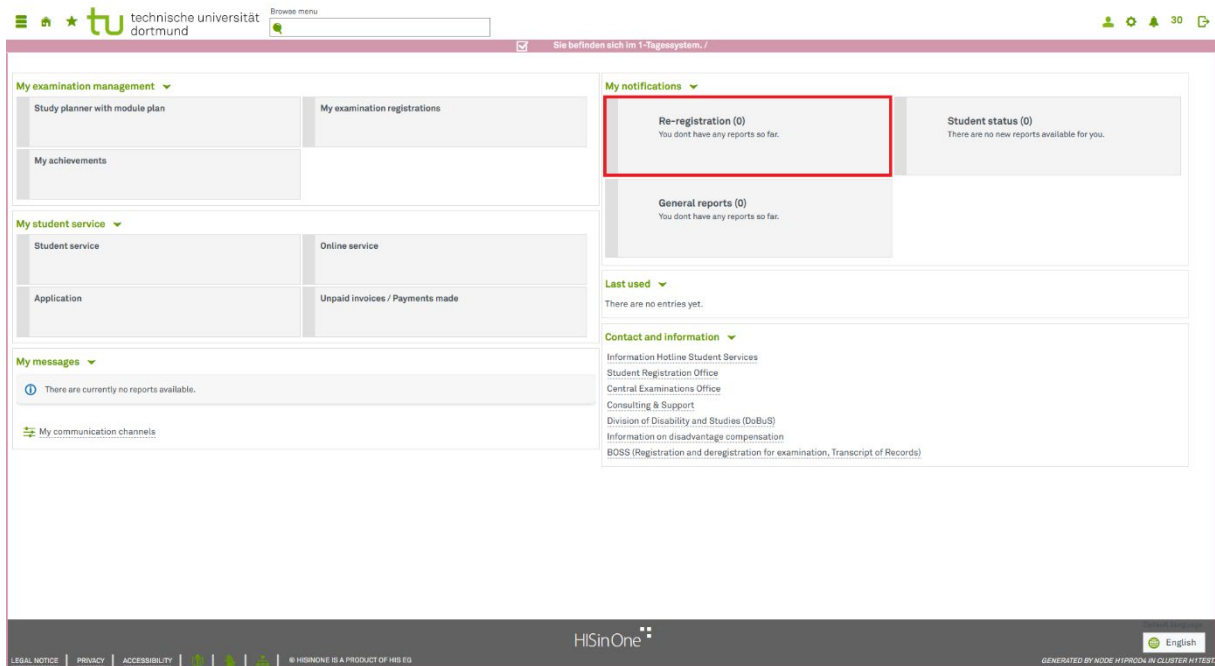 technische universität
dortmund
Browse menu
30
Sie befinden sich im 1-Tagessystem. /
My examination management
Study planner with module plan
My examination registrations
My achievements
My student service
Student service
Online service
Application
Unpaid invoices / Payments made
My messages
There are currently no reports available.
My communication channels
My notifications
Re-registration (0)
You dont have any reports so far.
Student status (0)
There are no new reports available for you.
General reports (0)
You dont have any reports so far.
Last used
There are no entries yet.
Contact and information
Information Hotline Student Services
Student Registration Office
Central Examinations Office
Consulting & Support
Division of Disability and Studies (DoBuS)
Information on disadvantage compensation
BOSS (Registration and deregistration for examination, Transcript of Records)
HISinOne
English
LEGAL NOTICE | PRIVACY | ACCESSIBILITY
© HISINONE IS A PRODUCT OF HIS EG
GENERATED BY NODE H1PROD4 IN CLUSTER H1TEST